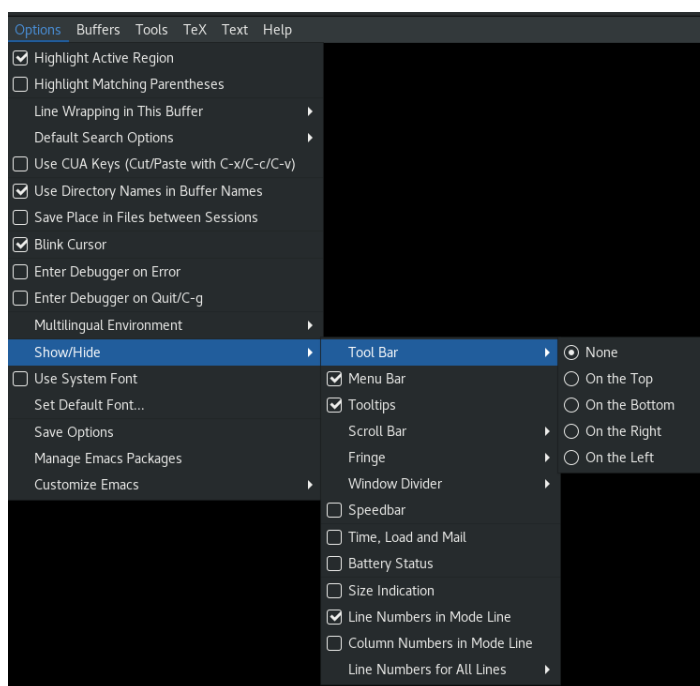 Options Buffers Tools TeX Text Help
Highlight Active Region
Highlight Matching Parentheses
Line Wrapping in This Buffer
Default Search Options
Use CUA Keys (Cut/Paste with C-x/C-c/C-v)
Use Directory Names in Buffer Names
Save Place in Files between Sessions
Blink Cursor
Enter Debugger on Error
Enter Debugger on Quit/C-g
Multilingual Environment
Show/Hide
Use System Font
Set Default Font...
Save Options
Manage Emacs Packages
Customize Emacs
Tool Bar
Menu Bar
Tooltips
Scroll Bar
Fringe
Window Divider
Speedbar
Time, Load and Mail
Battery Status
Size Indication
Line Numbers in Mode Line
Column Numbers in Mode Line
Line Numbers for All Lines
None
On the Top
On the Bottom
On the Right
On the Left